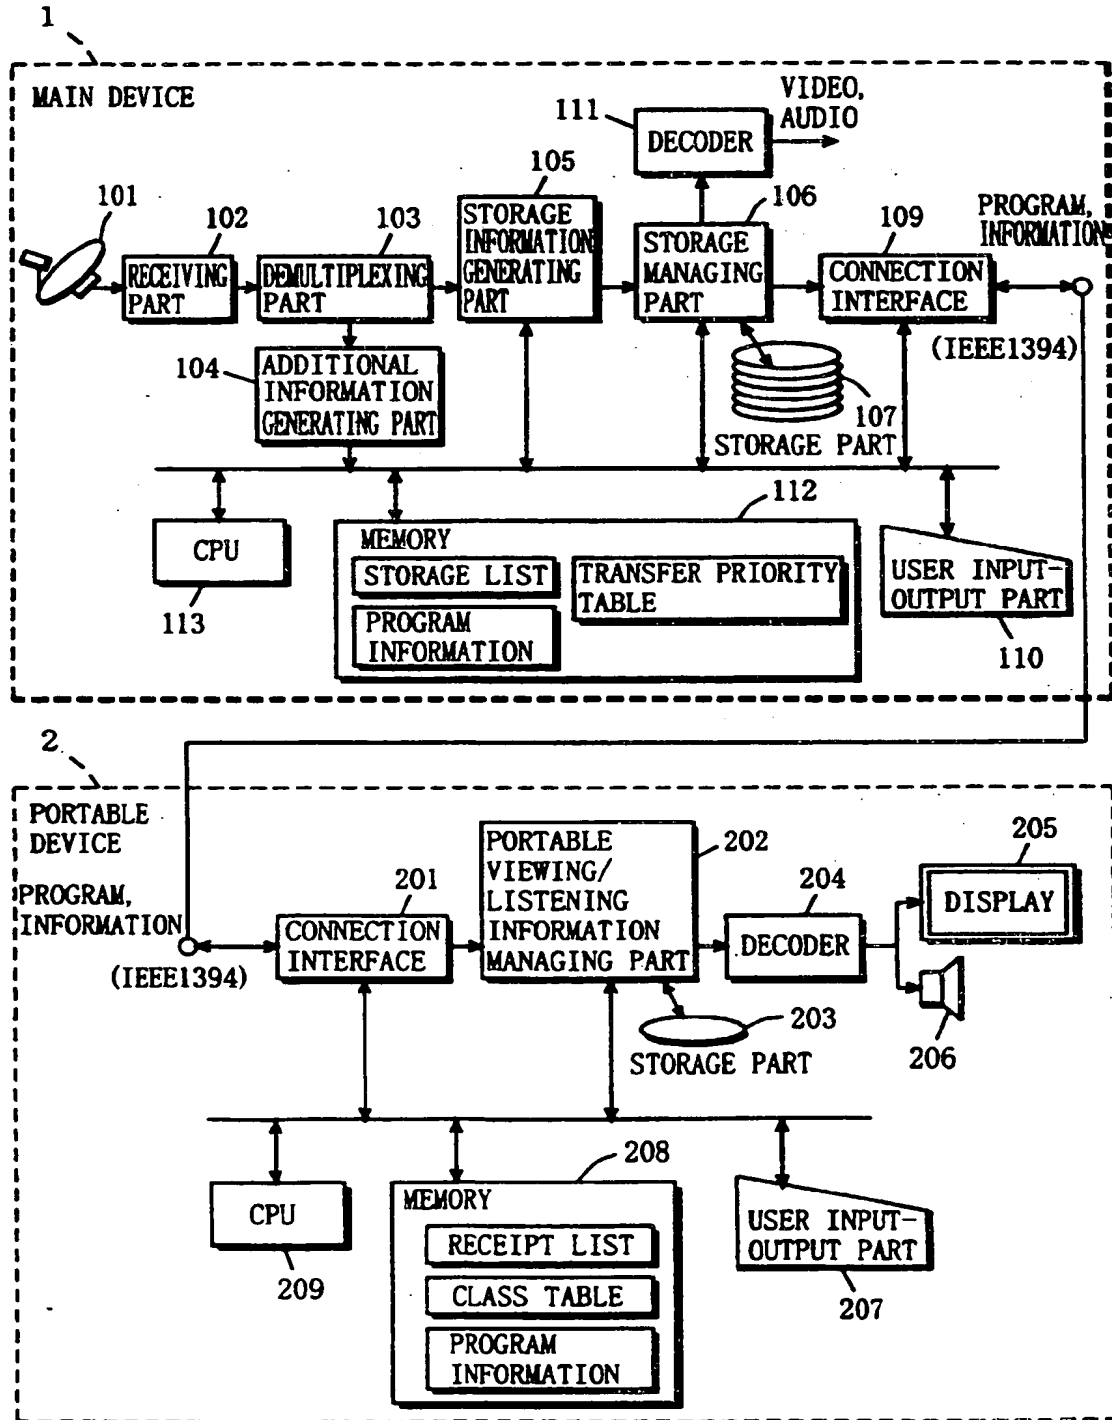 1
MAIN DEVICE
111
DECODER
VIDEO,
AUDIO
101
102
RECEIVING
PART
103
DEMULTIPLEXING
PART
105
STORAGE
INFORMATION
GENERATING
PART
106
STORAGE
MANAGING
PART
109
CONNECTION
INTERFACE
PROGRAM,
INFORMATION
(IEEE1394)
104
ADDITIONAL
INFORMATION
GENERATING PART
107
STORAGE PART
CPU
113
112
MEMORY
STORAGE LIST
PROGRAM
INFORMATION
TRANSFER PRIORITY
TABLE
USER INPUT-
OUTPUT PART
110
2
PORTABLE
DEVICE
PROGRAM,
INFORMATION
(IEEE1394)
201
CONNECTION
INTERFACE
PORTABLE
VIEWING/
LISTENING
INFORMATION
MANAGING PART
202
204
DECODER
205
DISPLAY
206
203
STORAGE PART
CPU
209
208
MEMORY
RECEIPT LIST
CLASS TABLE
PROGRAM
INFORMATION
USER INPUT-
OUTPUT PART
207